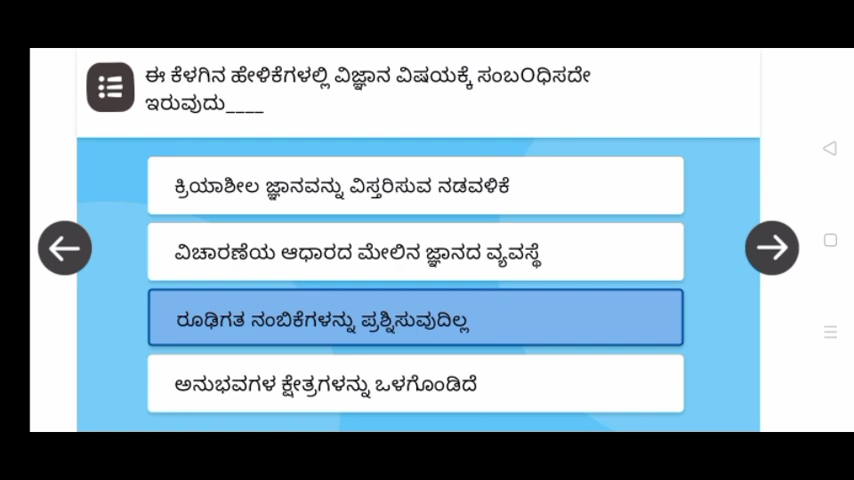 ಈ ಕೆಳಗಿನ ಹೇಳಿಕೆಗಳಲ್ಲಿ ವಿಜ್ಞಾನ ವಿಷಯಕ್ಕೆ ಸಂಬOಧಿಸದೇ
ಇರುವುದು____
ಕ್ರಿಯಾಶೀಲ ಜ್ಞಾನವನ್ನು ವಿಸ್ತರಿಸುವ ನಡವಳಿಕೆ
ವಿಚಾರಣೆಯ ಆಧಾರದ ಮೇಲಿನ ಜ್ಞಾನದ ವ್ಯವಸ್ಥೆ
ರೂಢಿಗತ ನಂಬಿಕೆಗಳನ್ನು ಪ್ರಶ್ನಿಸುವುದಿಲ್ಲ
ಅನುಭವಗಳ ಕ್ಷೇತ್ರಗಳನ್ನು ಒಳಗೊಂಡಿದೆ